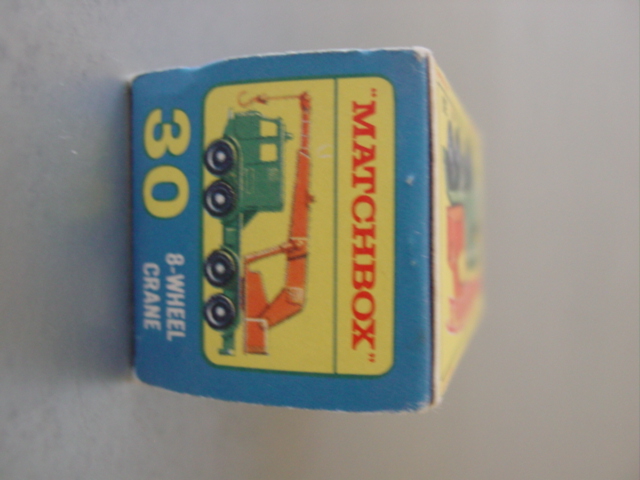 "MATCHBOX"
30
8-WHEEL
CRANE